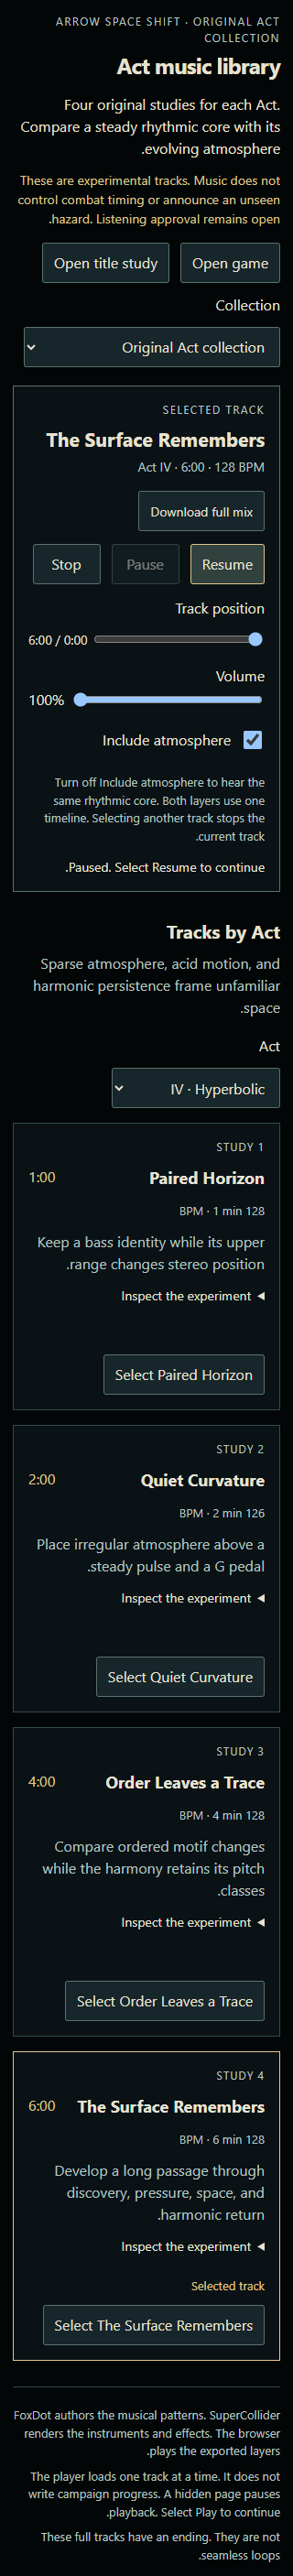 ARROW SPACE SHIFT · ORIGINAL ACT
COLLECTION
Act music library
Four original studies for each Act.
Compare a steady rhythmic core with its
.evolving atmosphere
These are experimental tracks. Music does not
control combat timing or announce an unseen
.hazard. Listening approval remains open
Open title study
Open game
Collection
Original Act collection
SELECTED TRACK
The Surface Remembers
Act IV · 6:00 · 128 BPM
Download full mix
Stop
Pause
Resume
Track position
6:00 / 0:00
Volume
100%
Include atmosphere
Turn off Include atmosphere to hear the
same rhythmic core. Both layers use one
timeline. Selecting another track stops the
.current track
.Paused. Select Resume to continue
Tracks by Act
Sparse atmosphere, acid motion, and
harmonic persistence frame unfamiliar
.space
Act
IV · Hyperbolic
STUDY 1
1:00
Paired Horizon
BPM · 1 min 128
Keep a bass identity while its upper
.range changes stereo position
Inspect the experiment
Select Paired Horizon
STUDY 2
2:00
Quiet Curvature
BPM · 2 min 126
Place irregular atmosphere above a
.steady pulse and a G pedal
Inspect the experiment
Select Quiet Curvature
STUDY 3
4:00
Order Leaves a Trace
BPM · 4 min 128
Compare ordered motif changes
while the harmony retains its pitch
.classes
Inspect the experiment
Select Order Leaves a Trace
STUDY 4
6:00
The Surface Remembers
BPM · 6 min 128
Develop a long passage through
discovery, pressure, space, and
.harmonic return
Inspect the experiment
Selected track
Select The Surface Remembers
FoxDot authors the musical patterns. SuperCollider
renders the instruments and effects. The browser
.plays the exported layers
The player loads one track at a time. It does not
write campaign progress. A hidden page pauses
.playback. Select Play to continue
These full tracks have an ending. They are not
.seamless loops